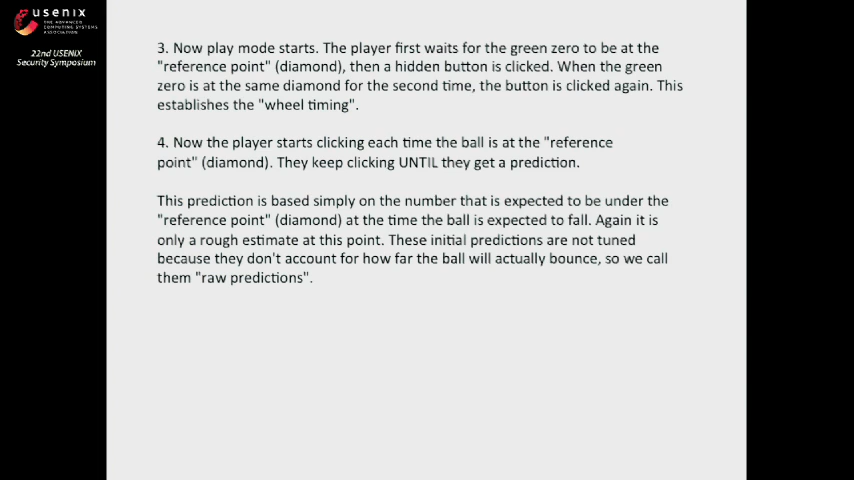 usenix
THE ADVANCED
COMPUTING SYSTEMS
ASSOCIATION
22nd USENIX
Security Symposium
3. Now play mode starts. The player first waits for the green zero to be at the
"reference point" (diamond), then a hidden button is clicked. When the green
zero is at the same diamond for the second time, the button is clicked again. This
establishes the "wheel timing".
4. Now the player starts clicking each time the ball is at the "reference
point" (diamond). They keep clicking UNTIL they get a prediction.
This prediction is based simply on the number that is expected to be under the
"reference point" (diamond) at the time the ball is expected to fall. Again it is
only a rough estimate at this point. These initial predictions are not tuned
because they don't account for how far the ball will actually bounce, so we call
them "raw predictions".